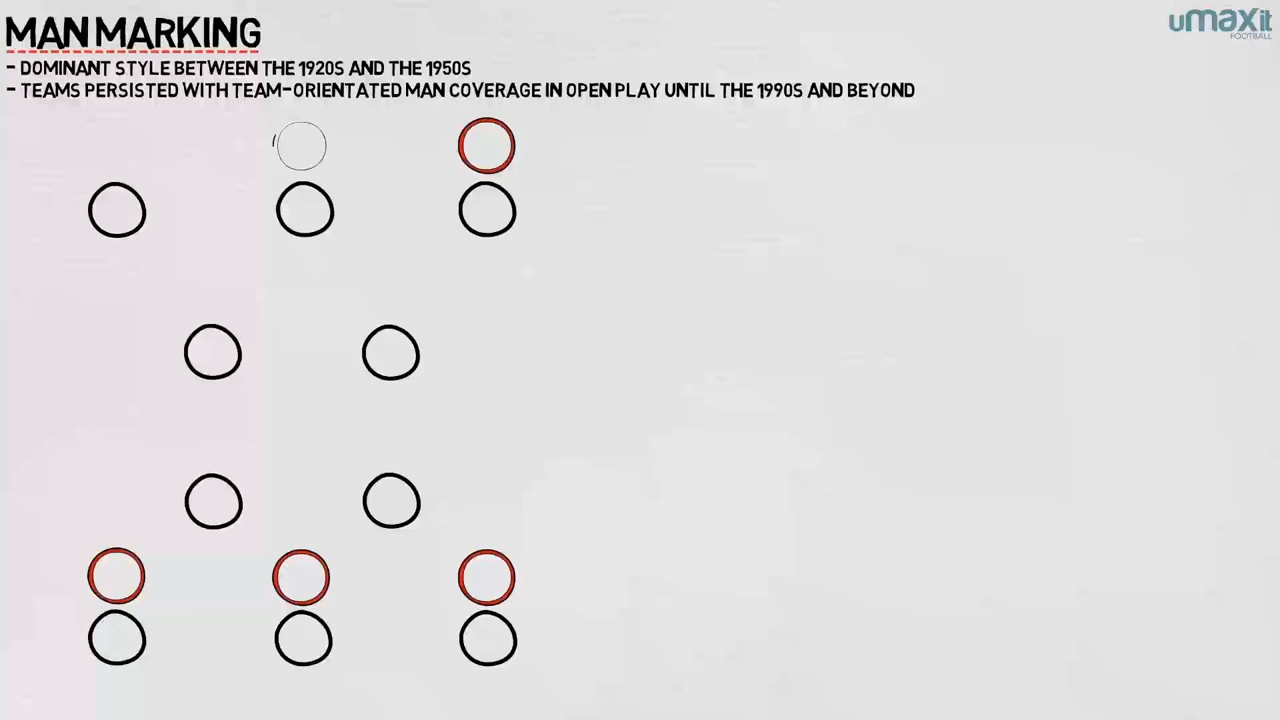 MAN MARKING
umaxit
FOOTBALL
- DOMINANT STYLE BETWEEN THE 1920S AND THE 1950S
- TEAMS PERSISTED WITH TEAM-ORIENTATED MAN COVERAGE IN OPEN PLAY UNTIL THE 1990S AND BEYOND